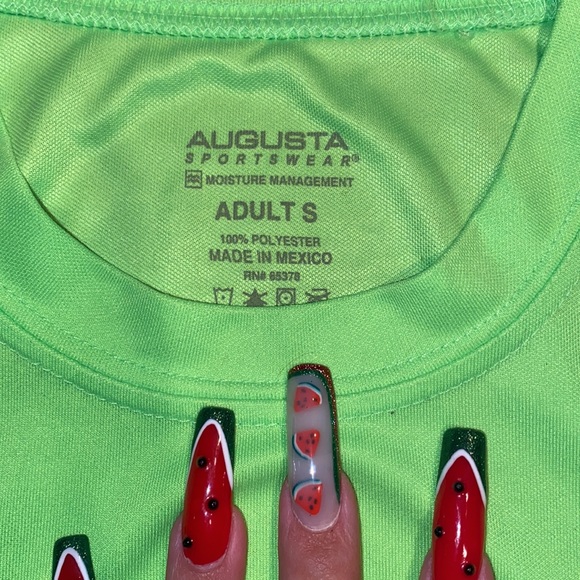 AUGUSTA
SPORTSWEAR®
MOISTURE MANAGEMENT
ADULT S
100% POLYESTER
MADE IN MEXICO
RN# 65378